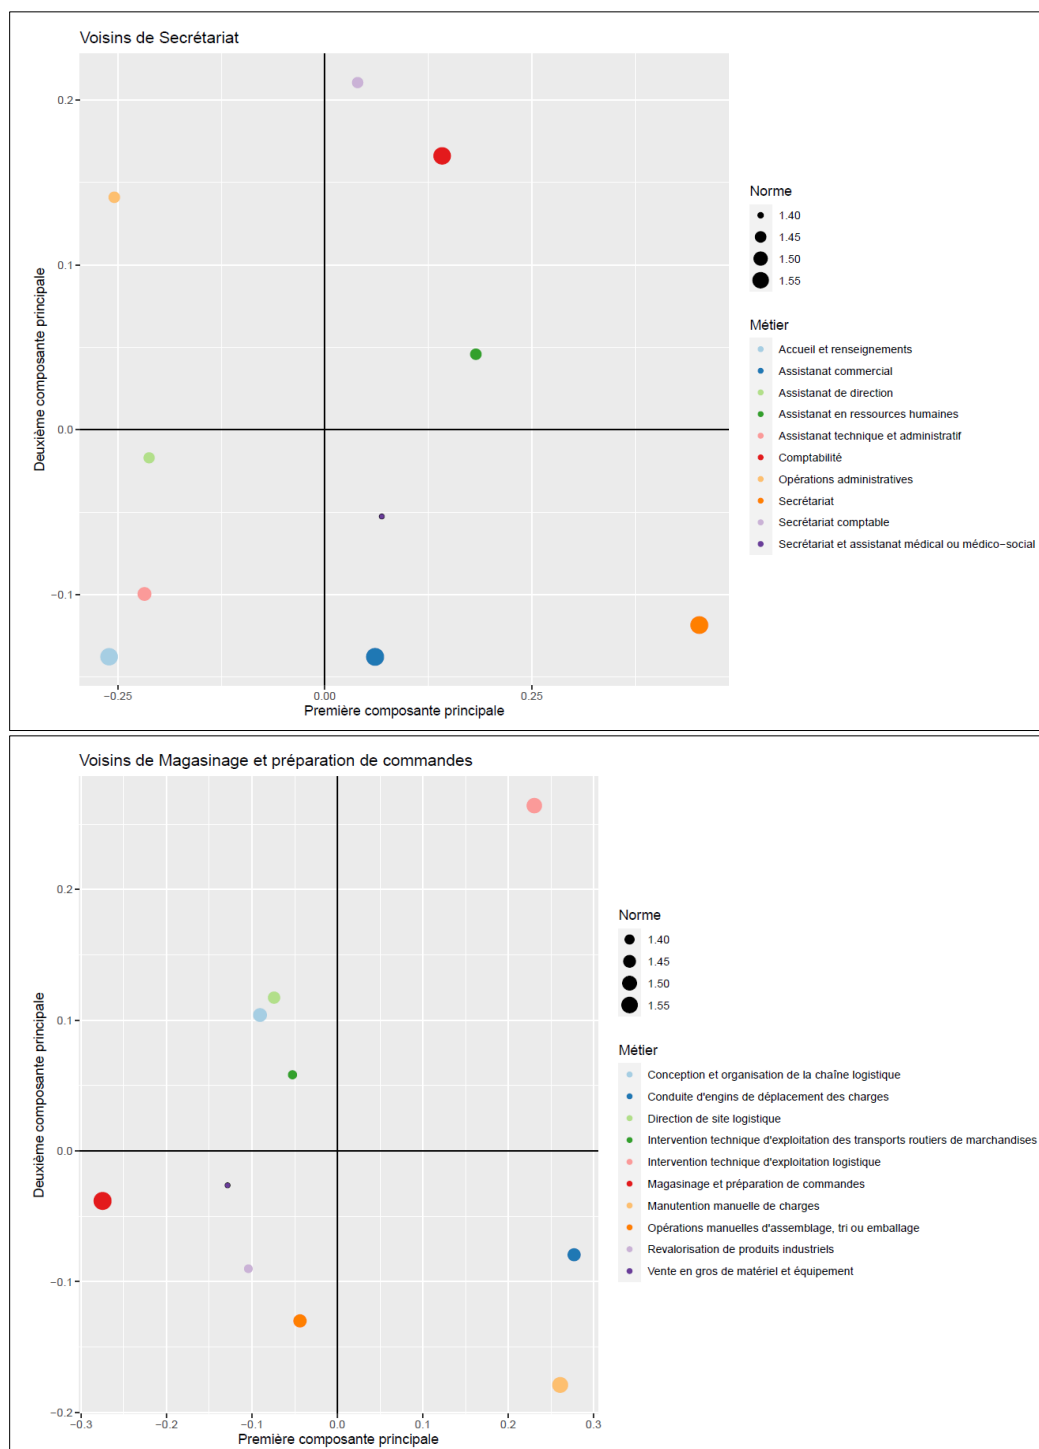 Voisins de Secrétariat
0.2
0.1
0.0
−0.1
Deuxième composante principale
−0.25
0.00
0.25
Première composante principale
Norme
1.40
1.45
1.50
1.55
Métier
Accueil et renseignements
Assistanat commercial
Assistanat de direction
Assistanat en ressources humaines
Assistanat technique et administratif
Comptabilité
Opérations administratives
Secrétariat
Secrétariat comptable
Secrétariat et assistanat médical ou médico−social
Voisins de Magasinage et préparation de commandes
0.2
0.1
0.0
−0.1
−0.2
Deuxième composante principale
−0.3
−0.2
−0.1
0.0
0.1
0.2
0.3
Première composante principale
Norme
1.40
1.45
1.50
1.55
Métier
Conception et organisation de la chaîne logistique
Conduite d'engins de déplacement des charges
Direction de site logistique
Intervention technique d'exploitation des transports routiers de marchandises
Intervention technique d'exploitation logistique
Magasinage et préparation de commandes
Manutention manuelle de charges
Opérations manuelles d'assemblage, tri ou emballage
Revalorisation de produits industriels
Vente en gros de matériel et équipement